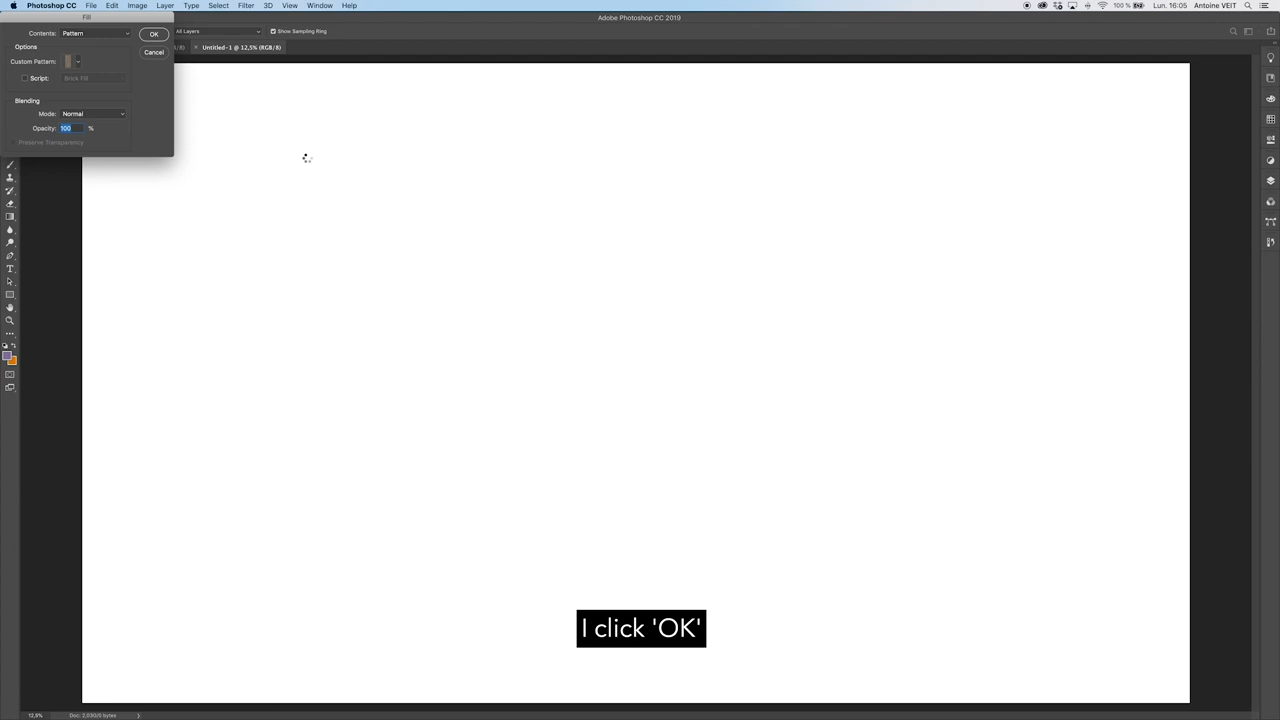 Photoshop CC File Edit Image Layer Type Select Filter 3D View Window Help 100 % Lun. 16:05 Antoine VEIT
Fill
Adobe Photoshop CC 2019
Contents: Pattern
OK
All Layers
Show Sampling Ring
Options
/8)
× Untitled-1 @ 12,5% (RGB/8)
Cancel
Custom Pattern:
Script: Brick Fill
Blending
Mode: Normal
Opacity: 100 %
Preserve Transparency
I click 'OK'
12,5% Doc: 2,03G/0 bytes